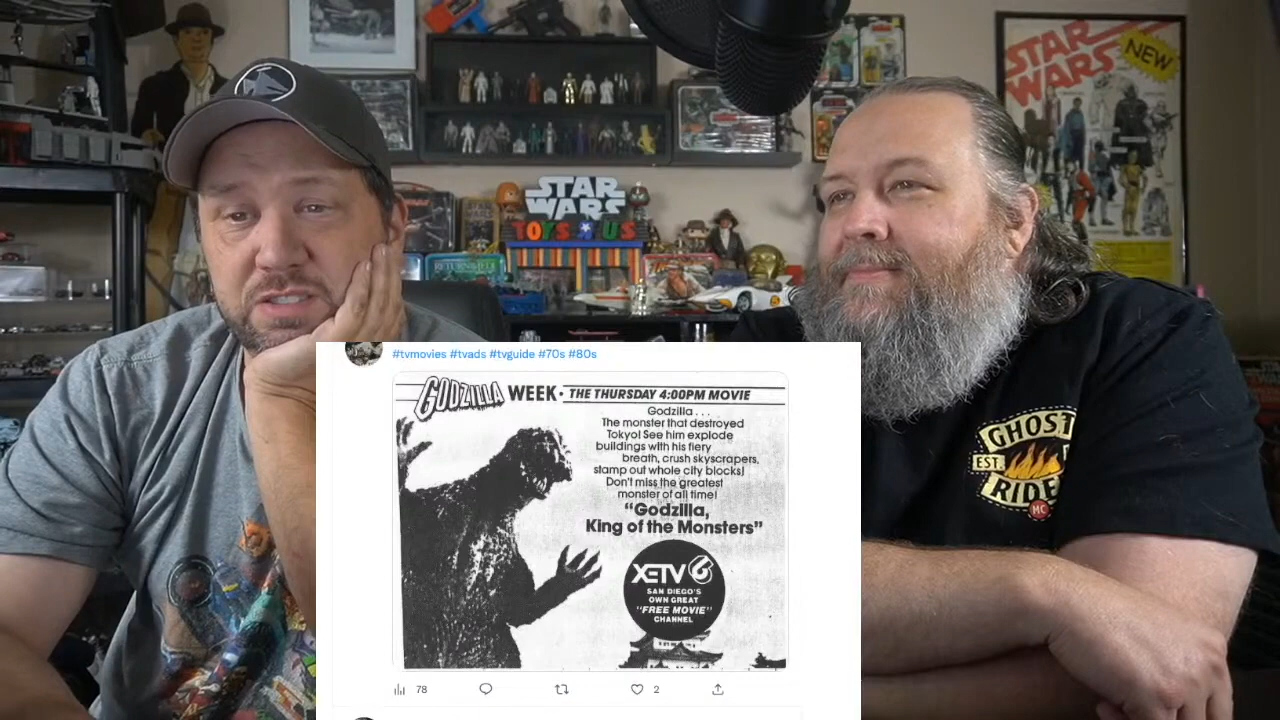 STAR
WARS
NEW
STAR
WARS
TOYS R US
#tvmovies #tvads #tvguide #70s #80s
GODZILLA WEEK • THE THURSDAY 4:00PM MOVIE
Godzilla . . .
The monster that destroyed
Tokyo! See him explode
buildings with his fiery
breath, crush skyscrapers,
stamp out whole city blocks!
Don't miss the greatest
monster of all time!
"Godzilla,
King of the Monsters"
XETV 6
SAN DIEGO'S
OWN GREAT
"FREE MOVIE"
CHANNEL
78
2
GHOST
EST.
RIDE
MC